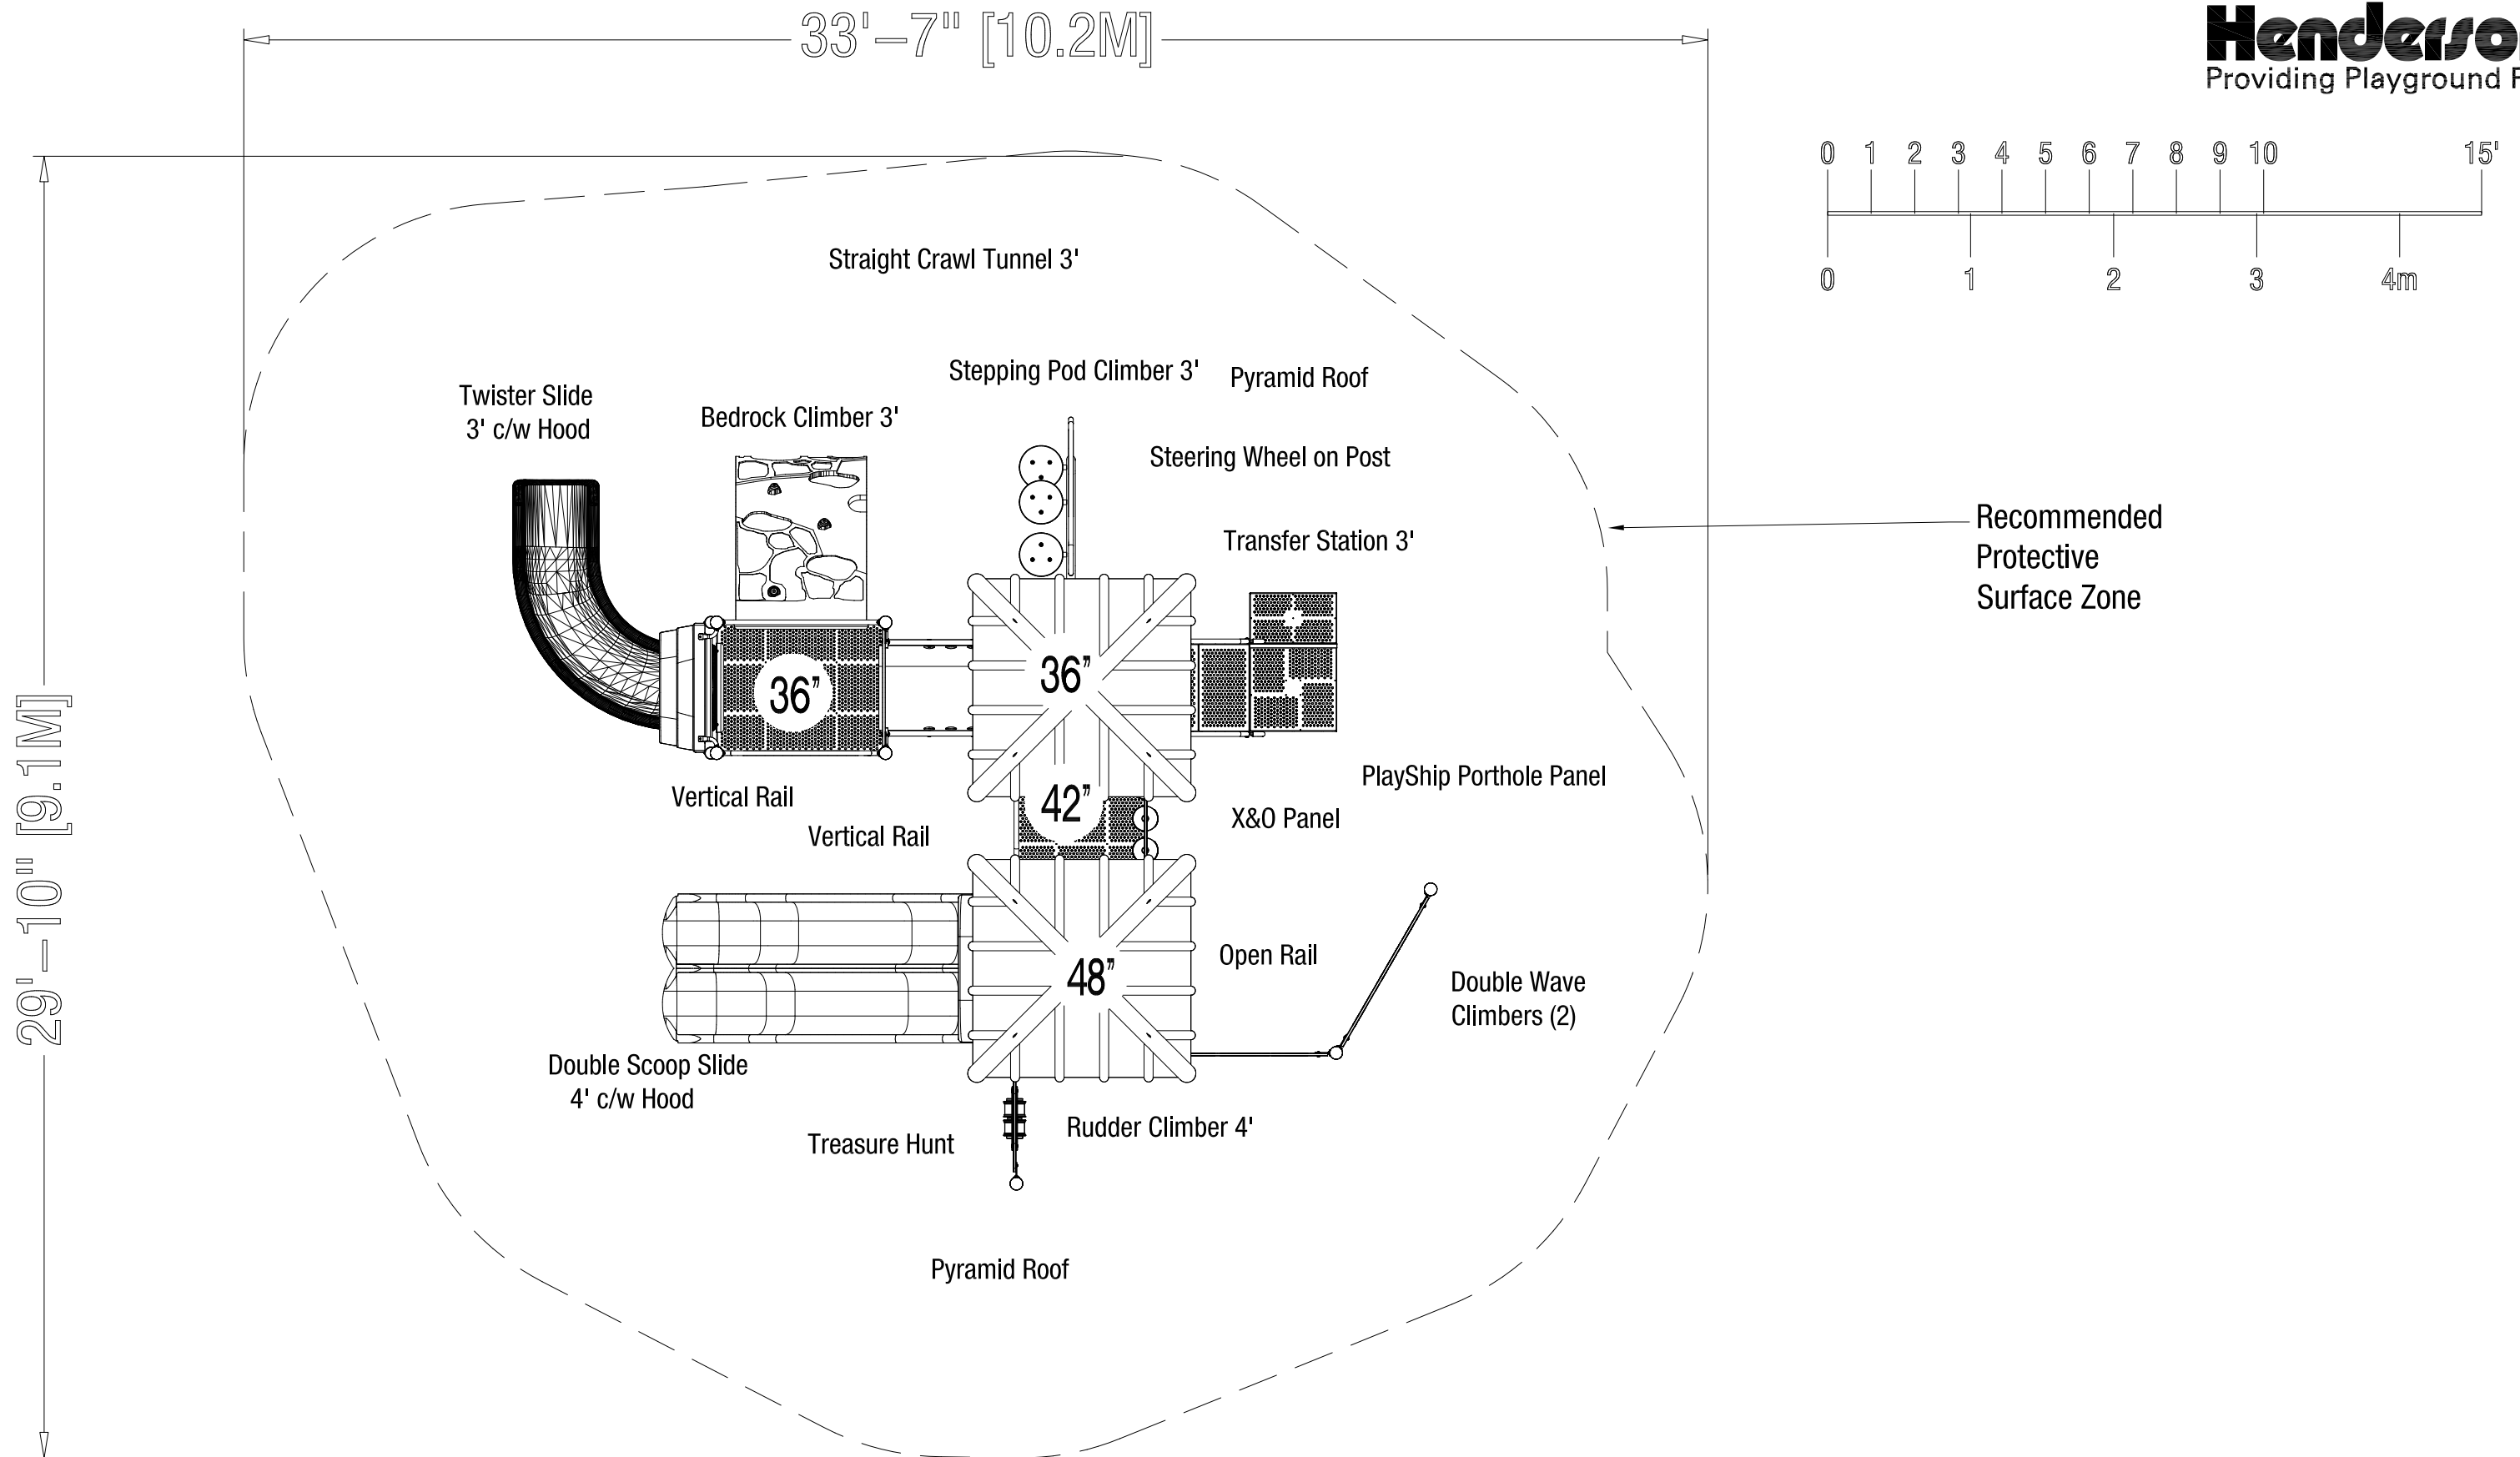 33'–7" [10.2M]
Henderso
Providing Playground F
0 1 2 3 4 5 6 7 8 9 10 15'
0 1 2 3 4m
Straight Crawl Tunnel 3'
Stepping Pod Climber 3'
Pyramid Roof
Twister Slide
3' c/w Hood
Bedrock Climber 3'
Steering Wheel on Post
Transfer Station 3'
Recommended
Protective
Surface Zone
36"
36"
42"
48"
29'–10" [9.1M]
Vertical Rail
Vertical Rail
PlayShip Porthole Panel
X&O Panel
Open Rail
Double Wave
Climbers (2)
Double Scoop Slide
4' c/w Hood
Treasure Hunt
Rudder Climber 4'
Pyramid Roof